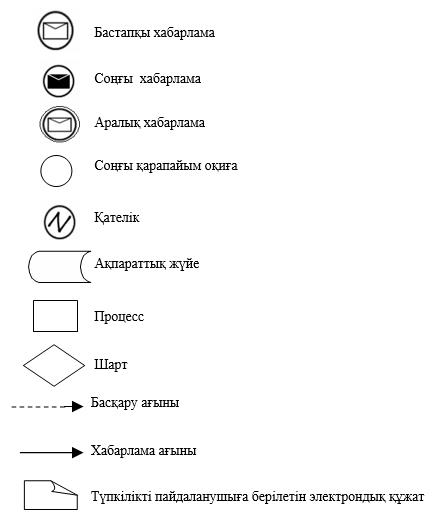 Бастапқы хабарлама
Соңғы хабарлама
Аралық хабарлама
Соңғы қарапайым оқиға
Қателік
Ақпараттық жүйе
Процесс
Шарт
Басқару ағыны
Хабарлама ағыны
Түпкілікті пайдаланушыға берілетін электрондық құжат